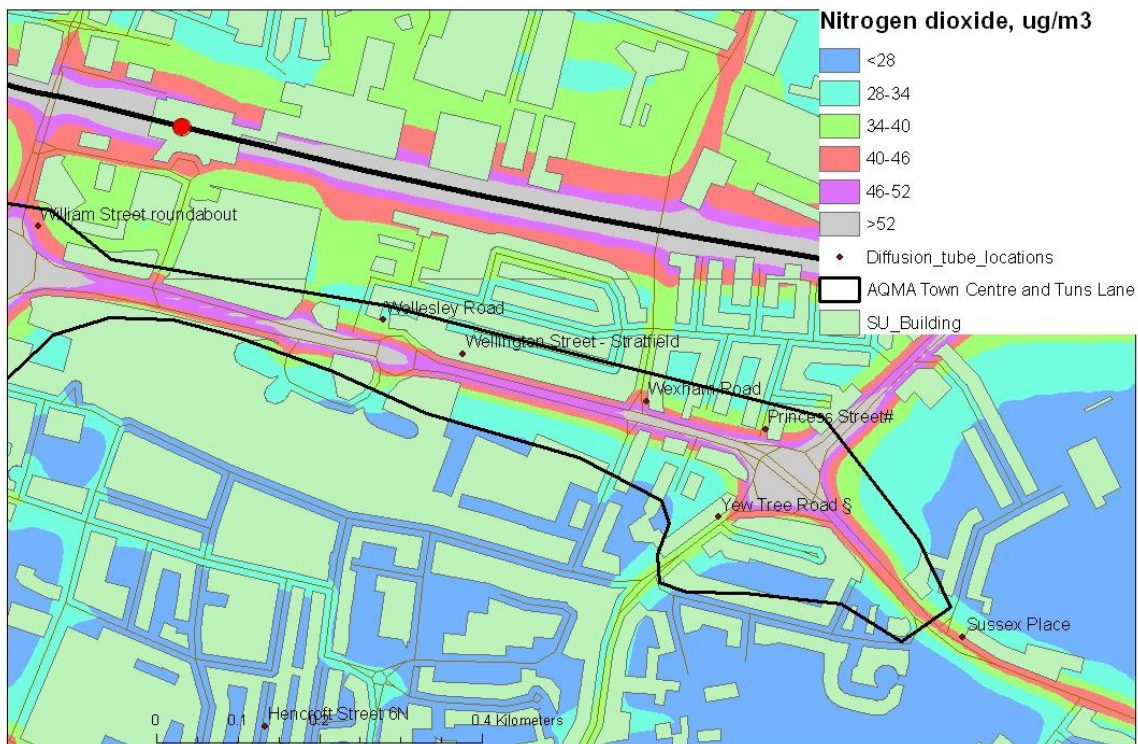 Nitrogen dioxide, ug/m3
<28
28-34
34-40
40-46
46-52
>52
Diffusion_tube_locations
AQMA Town Centre and Tuns Lane
SU_Building
William Street roundabout
Wellesley Road
Wellington Street - Stratfield
Wexham Road
Princess Street#
Yew Tree Road §
Sussex Place
Hencroft Street 6N
0 0.1 0.2 0.4 Kilometers